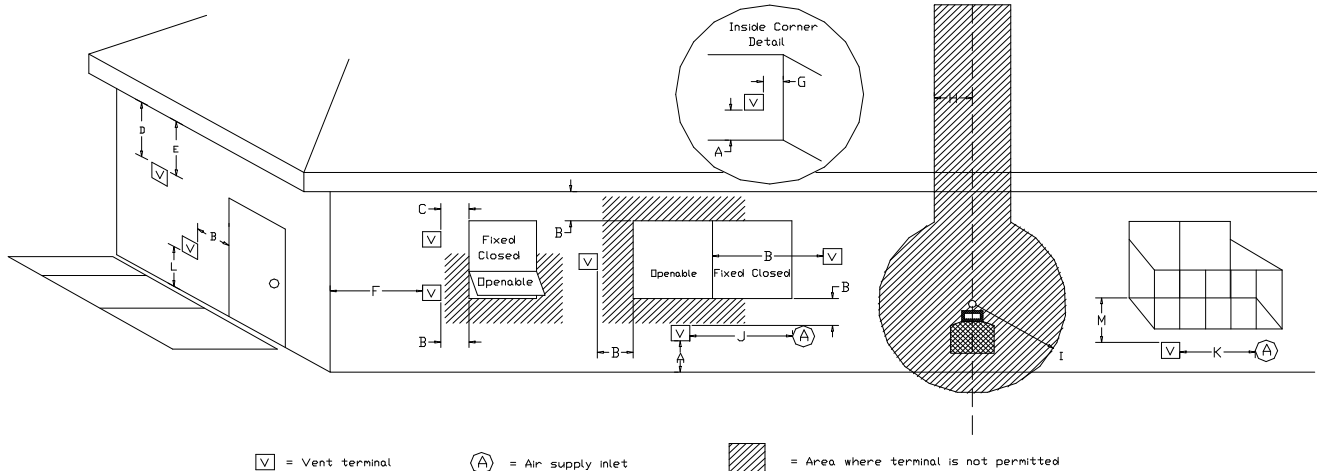 Inside Corner
Detail
G
V
A
H
D
E
V
B
V
L
C
V
Fixed
Closed
Openable
F
V
B
B
V
Openable
Fixed Closed
B
V
B
B
V
J
A
A
I
M
V
K
A
V = Vent terminal
A = Air supply inlet
= Area where terminal is not permitted